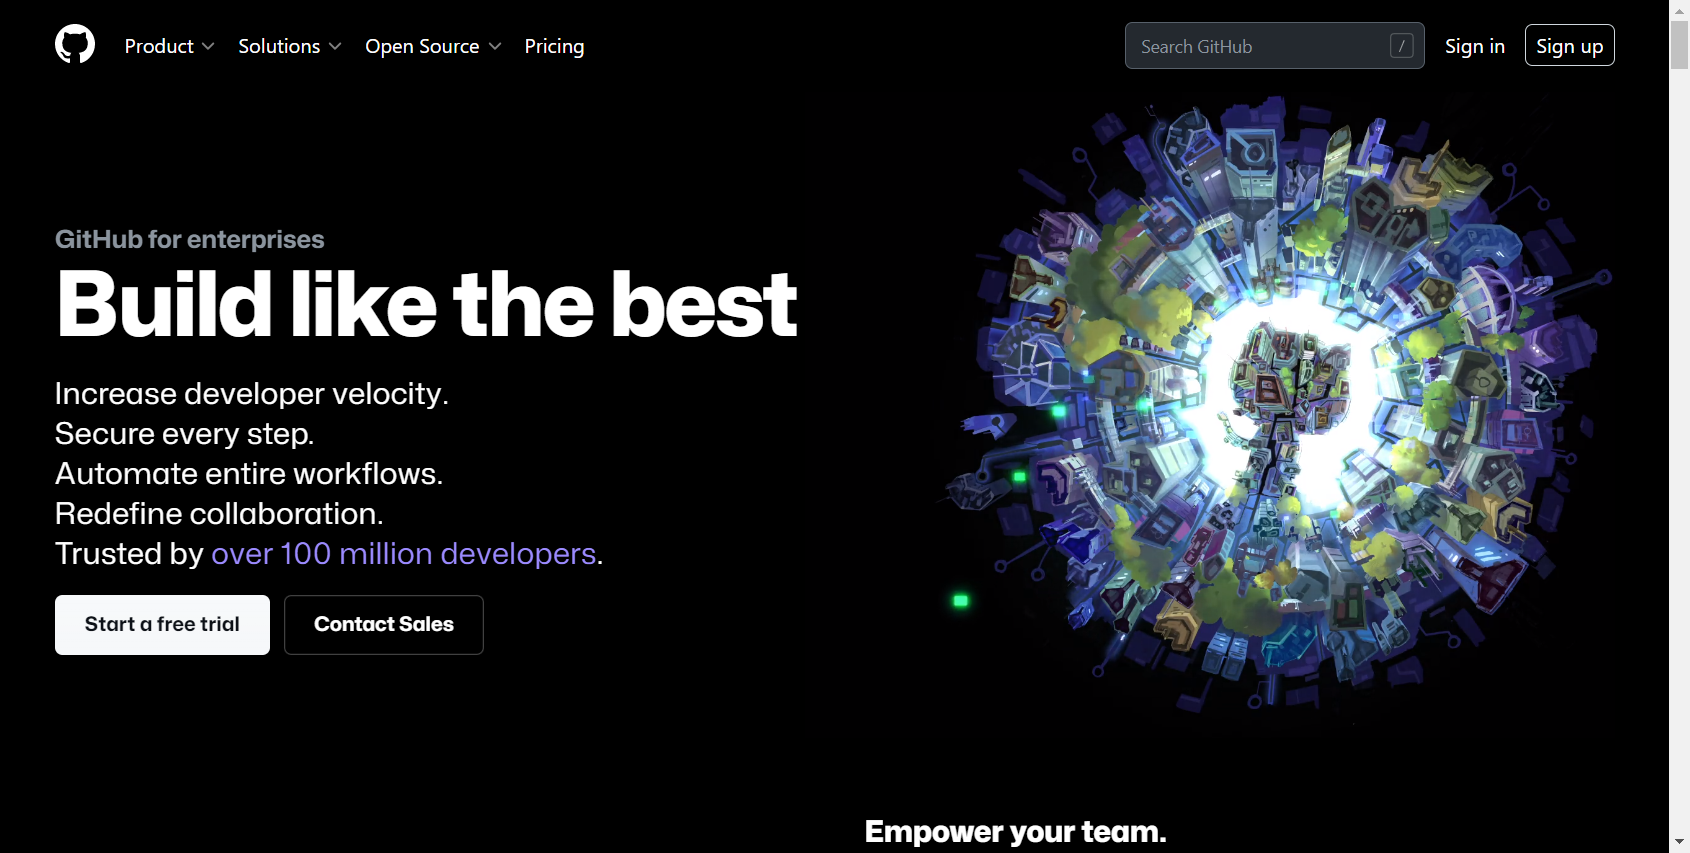 Product Solutions Open Source Pricing Search GitHub / Sign in Sign up
GitHub for enterprises
Build like the best
Increase developer velocity.
Secure every step.
Automate entire workflows.
Redefine collaboration.
Trusted by over 100 million developers.
Start a free trial Contact Sales
Empower your team.